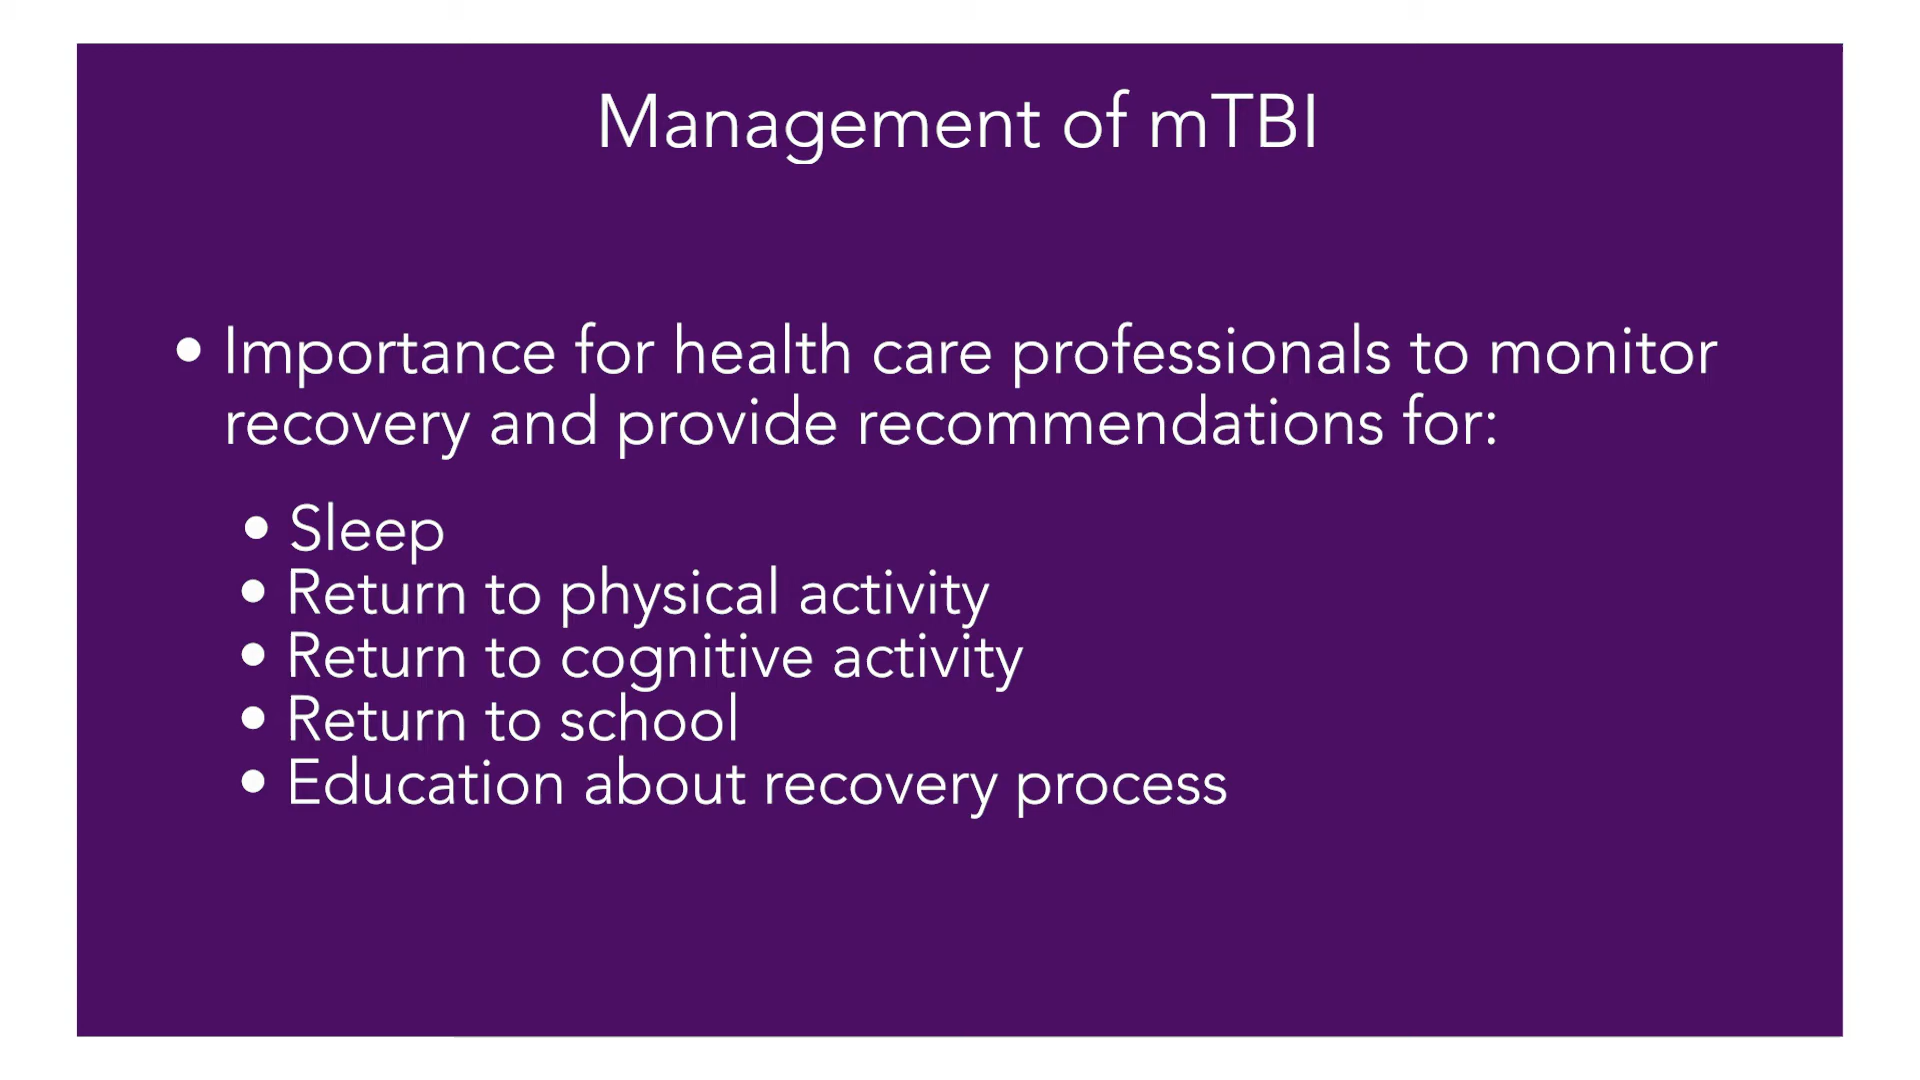 Management of mTBI
• Importance for health care professionals to monitor
recovery and provide recommendations for:
• Sleep
• Return to physical activity
• Return to cognitive activity
• Return to school
• Education about recovery process